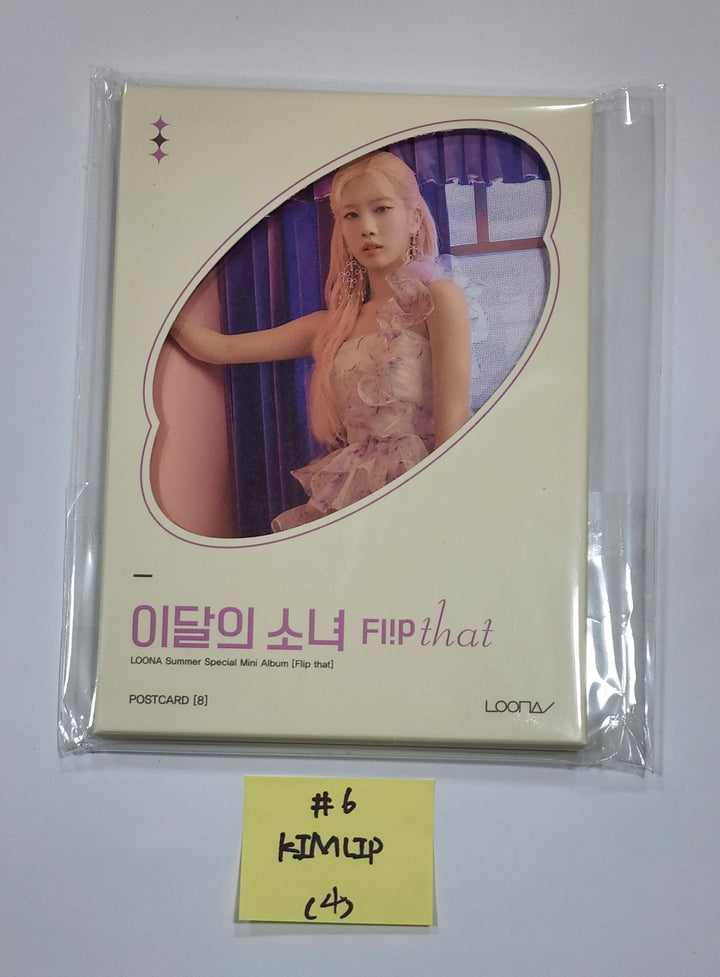 이달의 소녀 FL!P that
LOONA Summer Special Mini Album [Flip that]
POSTCARD [8]
LOONA
#6
KIMLIP
(4)